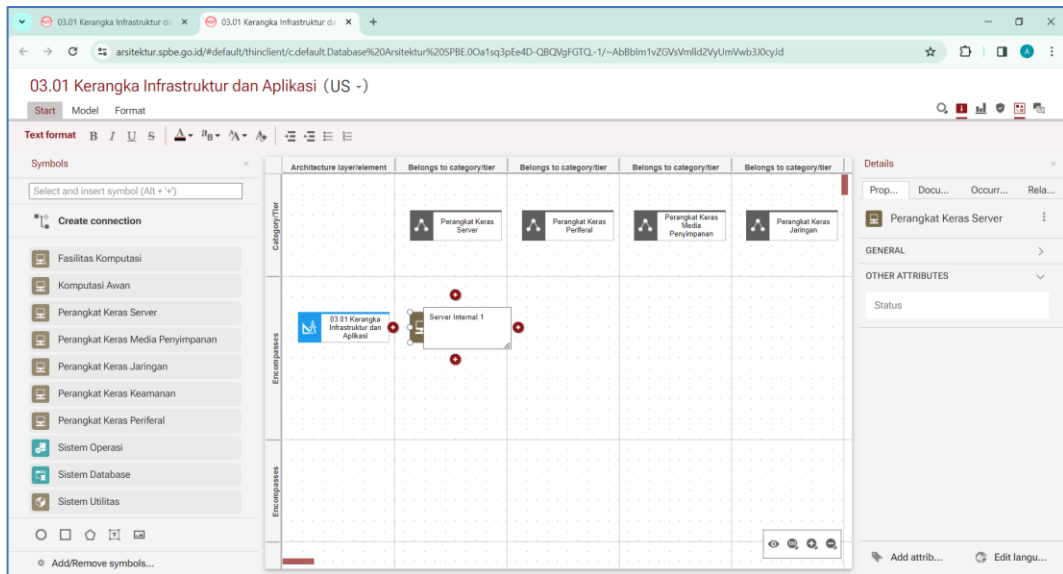 03.01 Kerangka Infrastruktur da
03.01 Kerangka Infrastruktur da
arsitektur.spbe.go.id/#default/thinclient/c.default.Database%20Arsitektur%20SPBE.0Oa1sq3pEe4D-QBQVgFGTQ.-1/~AbBbIm1vZGVsVmlld2VyUmVwb3J0cyJd
A
03.01 Kerangka Infrastruktur dan Aplikasi (US -)
Start Model Format
Text format B I U S
Symbols
Select and insert symbol (Alt + '+')
Create connection
Fasilitas Komputasi
Komputasi Awan
Perangkat Keras Server
Perangkat Keras Media Penyimpanan
Perangkat Keras Jaringan
Perangkat Keras Keamanan
Perangkat Keras Periferal
Sistem Operasi
Sistem Database
Sistem Utilitas
Add/Remove symbols...
Architecture layer/element
Belongs to category/tier
Belongs to category/tier
Belongs to category/tier
Belongs to category/tier
Category/Tier
Perangkat Keras
Server
Perangkat Keras
Periferal
Perangkat Keras
Media
Penyimpanan
Perangkat Keras
Jaringan
Encompasses
03.01 Kerangka
Infrastruktur dan
Aplikasi
Server Internal 1
Encompasses
Details
Prop... Docu... Occurr... Rela...
Perangkat Keras Server
GENERAL
OTHER ATTRIBUTES
Status
Add attrib... Edit langu...